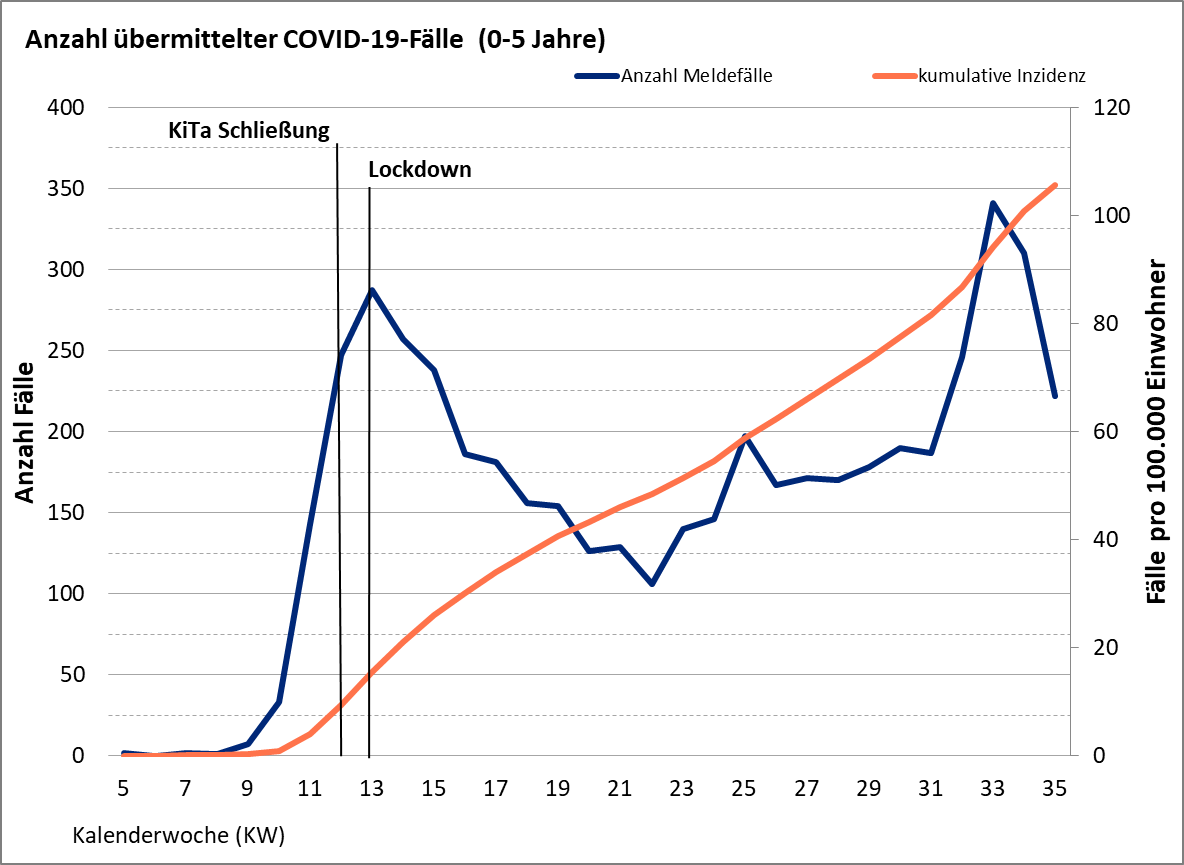 Anzahl übermittelter COVID-19-Fälle (0-5 Jahre)
Anzahl Meldefälle kumulative Inzidenz
KiTa Schließung
Lockdown
400
350
300
250
200
150
100
50
0
120
100
80
60
40
20
0
Anzahl Fälle
Fälle pro 100.000 Einwohner
5 7 9 11 13 15 17 19 21 23 25 27 29 31 33 35
Kalenderwoche (KW)